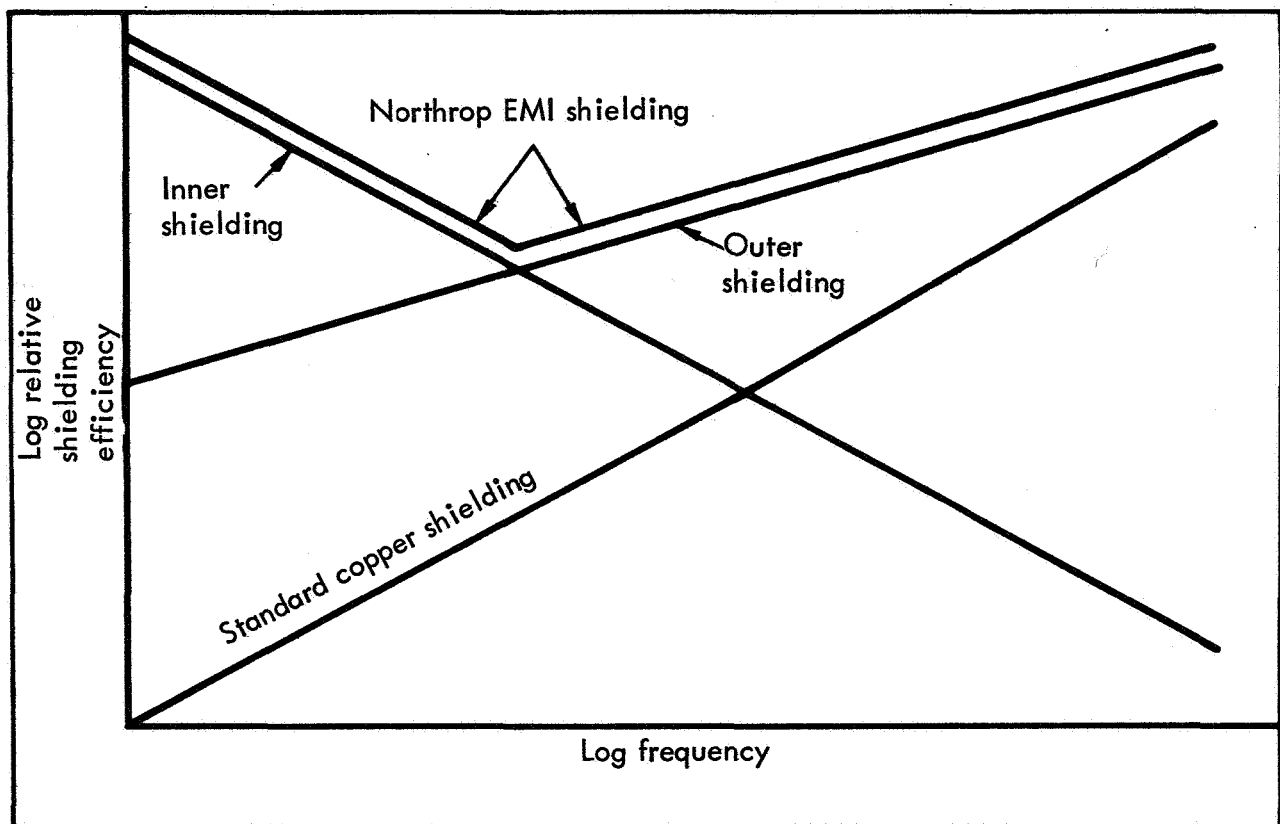 Northrop EMI shielding
Inner
shielding
Outer
shielding
Log relative
shielding
efficiency
Standard copper shielding
Log frequency